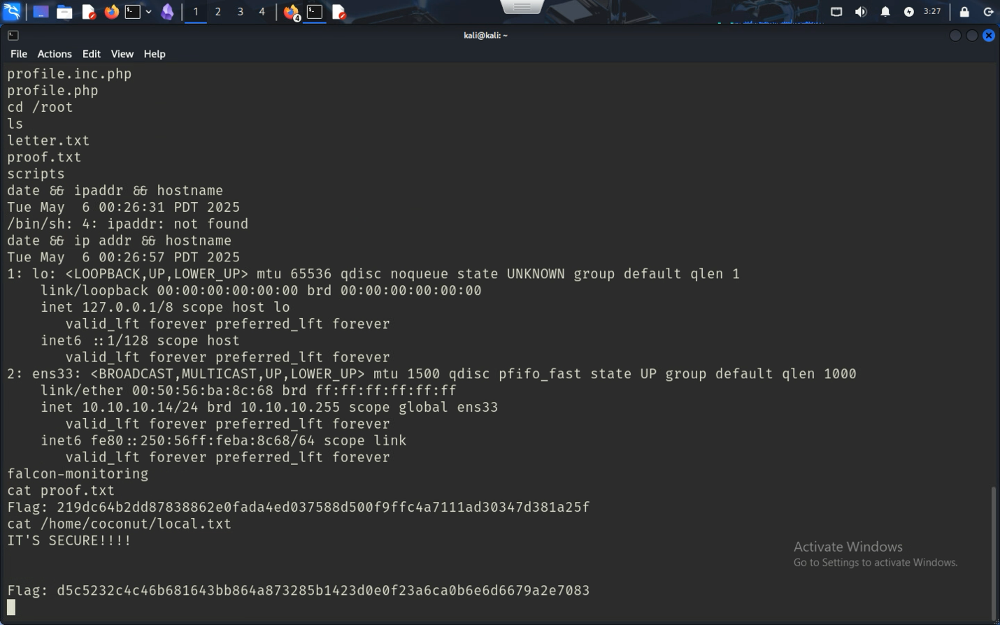 1 2 3 4
4
3:27
kali@kali: ~
File Actions Edit View Help
profile.inc.php
profile.php
cd /root
ls
letter.txt
proof.txt
scripts
date && ipaddr && hostname
Tue May  6 00:26:31 PDT 2025
/bin/sh: 4: ipaddr: not found
date && ip addr && hostname
Tue May  6 00:26:57 PDT 2025
1: lo: <LOOPBACK,UP,LOWER_UP> mtu 65536 qdisc noqueue state UNKNOWN group default qlen 1
    link/loopback 00:00:00:00:00:00 brd 00:00:00:00:00:00
    inet 127.0.0.1/8 scope host lo
       valid_lft forever preferred_lft forever
    inet6 ::1/128 scope host
       valid_lft forever preferred_lft forever
2: ens33: <BROADCAST,MULTICAST,UP,LOWER_UP> mtu 1500 qdisc pfifo_fast state UP group default qlen 1000
    link/ether 00:50:56:ba:8c:68 brd ff:ff:ff:ff:ff:ff
    inet 10.10.10.14/24 brd 10.10.10.255 scope global ens33
       valid_lft forever preferred_lft forever
    inet6 fe80::250:56ff:feba:8c68/64 scope link
       valid_lft forever preferred_lft forever
falcon-monitoring
cat proof.txt
Flag: 219dc64b2dd87838862e0fada4ed037588d500f9ffc4a7111ad30347d381a25f
cat /home/coconut/local.txt
IT'S SECURE!!!!
Activate Windows
Go to Settings to activate Windows.
Flag: d5c5232c4c46b681643bb864a873285b1423d0e0f23a6ca0b6e6d6679a2e7083